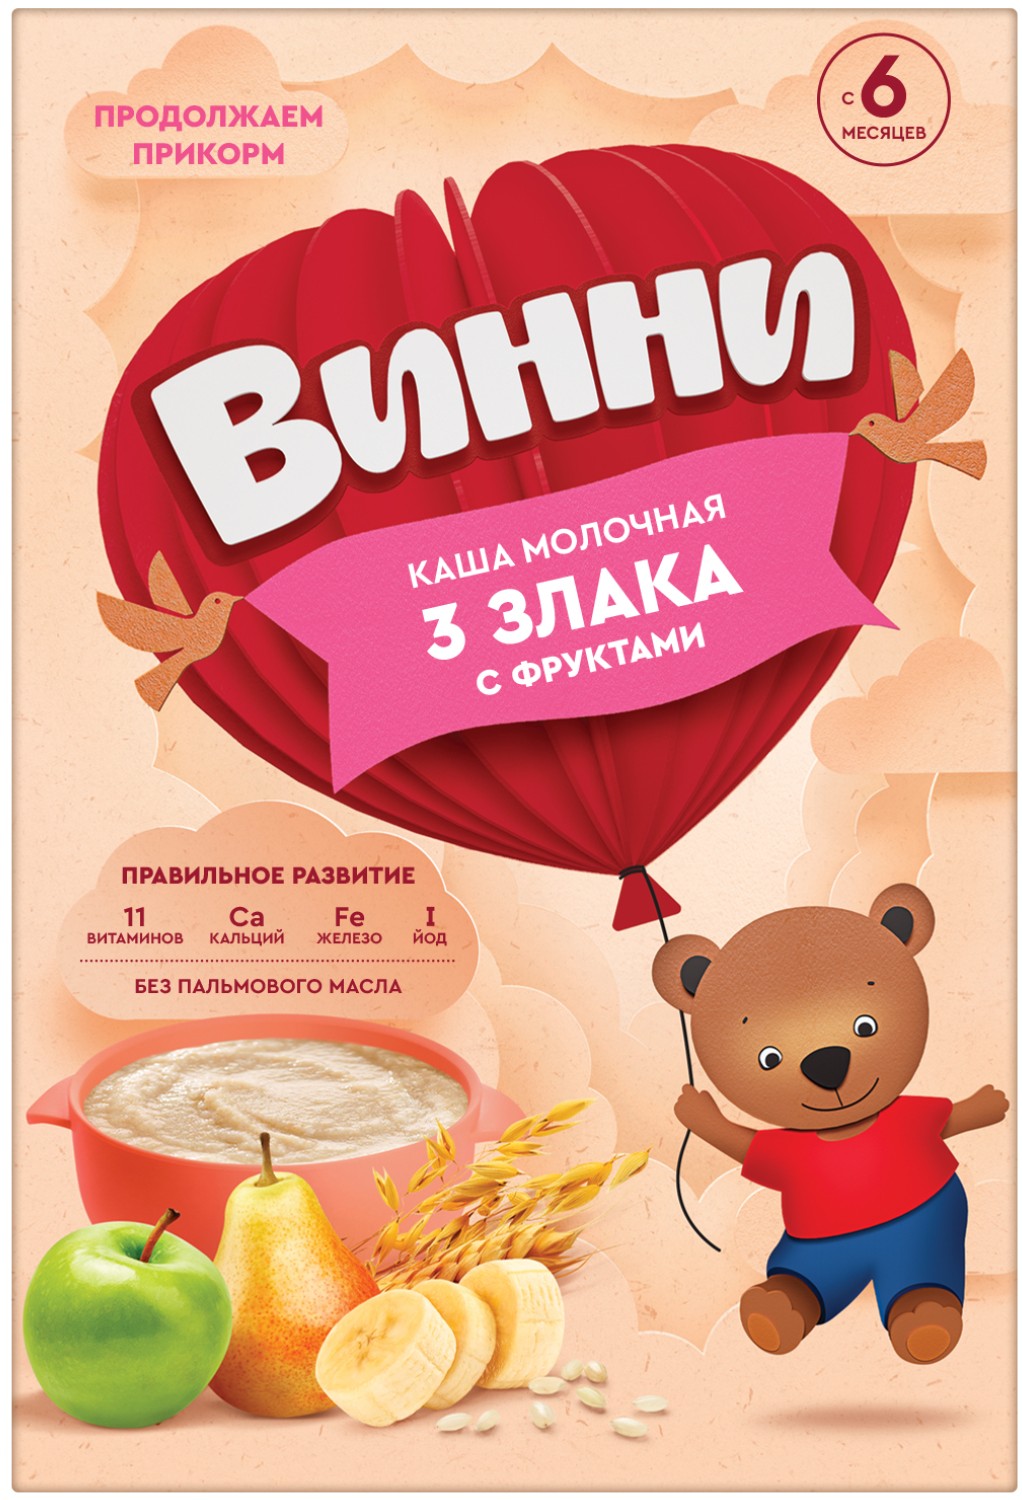 ПРОДОЛЖАЕМ
ПРИКОРМ
С 6
МЕСЯЦЕВ
Винни
КАША МОЛОЧНАЯ
3 ЗЛАКА
С ФРУКТАМИ
ПРАВИЛЬНОЕ РАЗВИТИЕ
11 Ca Fe I
ВИТАМИНОВ КАЛЬЦИЙ ЖЕЛЕЗО ЙОД
БЕЗ ПАЛЬМОВОГО МАСЛА